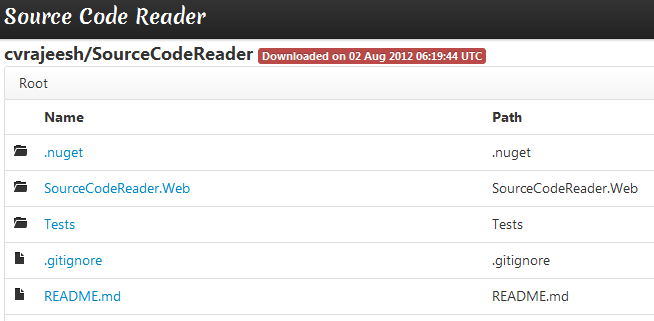 Source Code Reader
cvrajeesh/SourceCodeReader Downloaded on 02 Aug 2012 06:19:44 UTC
Root
Name Path
.nuget .nuget
SourceCodeReader.Web SourceCodeReader.Web
Tests Tests
.gitignore .gitignore
README.md README.md